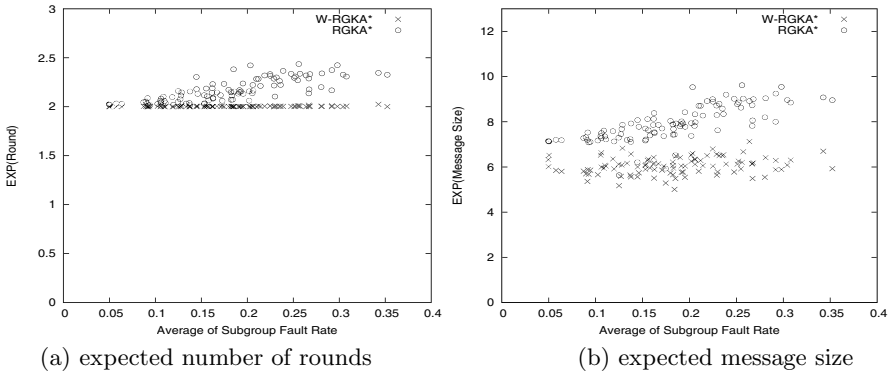 3
2.5
2
1.5
1
0.5
0
EXP(Round)
W-RGKA*
RGKA*
0 0.05 0.1 0.15 0.2 0.25 0.3 0.35 0.4
Average of Subgroup Fault Rate
(a) expected number of rounds
12
10
8
6
4
2
0
EXP(Message Size)
W-RGKA*
RGKA*
0 0.05 0.1 0.15 0.2 0.25 0.3 0.35 0.4
Average of Subgroup Fault Rate
(b) expected message size